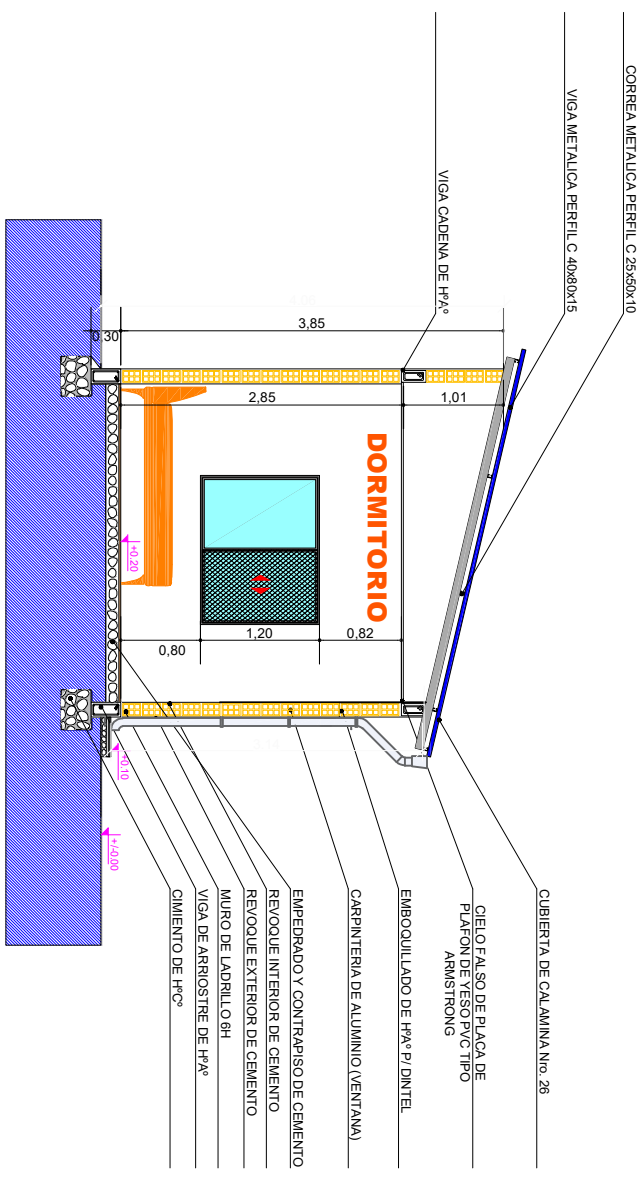 CORREA METALICA PERFIL C 25x50x10
VIGA METALICA PERFIL C 40x80x15
VIGA CADENA DE HºAº
CUBIERTA DE CALAMINA Nro. 26
CIELO FALSO DE PLACA DE
PLAFON DE YESO PVC TIPO
ARMSTRONG
EMBOQUILLADO DE HºAº P/ DINTEL
CARPINTERIA DE ALUMINIO (VENTANA)
EMPEDRADO Y CONTRAPISO DE CEMENTO
REVOQUE INTERIOR DE CEMENTO
REVOQUE EXTERIOR DE CEMENTO
MURO DE LADRILLO 6H
VIGA DE ARRIOSTRE DE HºAº
CIMIENTO DE HºCº
DORMITORIO
3,85
0.30
2,85
1,01
0,80
1,20
0,82
3.14
+0.20
+0.10
+/-0.00